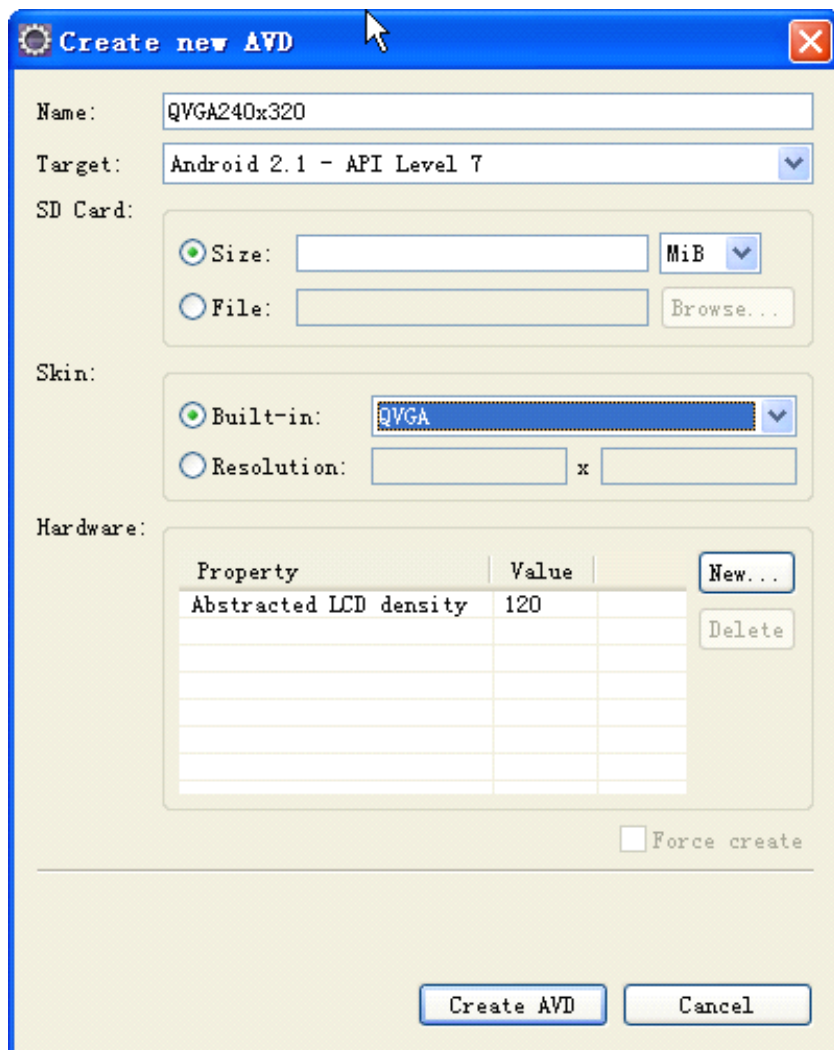 Create new AVD
Name: QVGA240x320
Target: Android 2.1 - API Level 7
SD Card:
Size: MiB
File: Browse...
Skin:
Built-in: QVGA
Resolution: x
Hardware:
Property Value New...
Abstracted LCD density 120
Delete
Force create
Create AVD Cancel